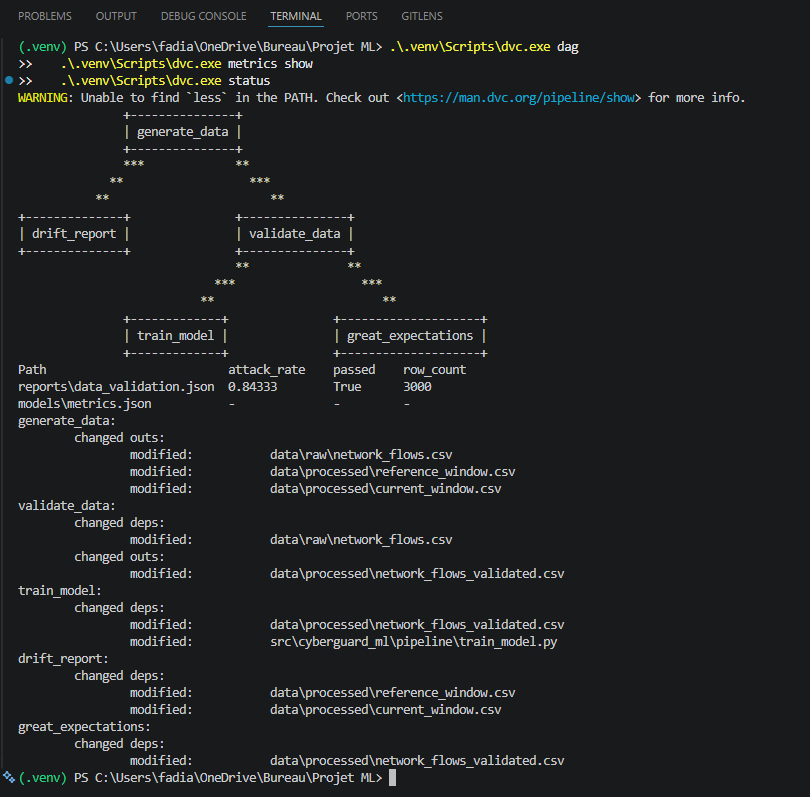 PROBLEMS OUTPUT DEBUG CONSOLE TERMINAL PORTS GITLENS
(.venv) PS C:\Users\fadia\OneDrive\Bureau\Projet ML> .\.venv\Scripts\dvc.exe dag
>>    .\.venv\Scripts\dvc.exe metrics show
>>    .\.venv\Scripts\dvc.exe status
WARNING: Unable to find `less` in the PATH. Check out <https://man.dvc.org/pipeline/show> for more info.
               +---------------+
               | generate_data |
               +---------------+
               ***             **
             **                  ***
           **                       **
+--------------+               +---------------+
| drift_report |               | validate_data |
+--------------+               +---------------+
                               **              **
                            ***                  ***
                          **                        **
               +-------------+               +--------------------+
               | train_model |               | great_expectations |
               +-------------+               +--------------------+
Path                          attack_rate    passed    row_count
reports\data_validation.json  0.84333        True      3000
models\metrics.json           -              -         -
generate_data:
        changed outs:
                modified:           data\raw\network_flows.csv
                modified:           data\processed\reference_window.csv
                modified:           data\processed\current_window.csv
validate_data:
        changed deps:
                modified:           data\raw\network_flows.csv
        changed outs:
                modified:           data\processed\network_flows_validated.csv
train_model:
        changed deps:
                modified:           data\processed\network_flows_validated.csv
                modified:           src\cyberguard_ml\pipeline\train_model.py
drift_report:
        changed deps:
                modified:           data\processed\reference_window.csv
                modified:           data\processed\current_window.csv
great_expectations:
        changed deps:
                modified:           data\processed\network_flows_validated.csv
(.venv) PS C:\Users\fadia\OneDrive\Bureau\Projet ML>